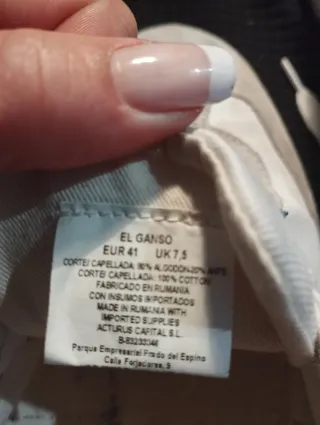 EL GANSO
EUR 41 UK 7,5
CORTE/ CAPELLADA: 80% ALGODON-20% ANTE
CORTE/ CAPELLADA: 100% COTTON
FABRICADO EN RUMANIA
CON INSUMOS IMPORTADOS
MADE IN RUMANIA WITH
IMPORTED SUPPLIES
ACTURUS CAPITAL S.L.
B-83233346
Parque Empresarial Prado del Espino
Calle Forjadores, 9